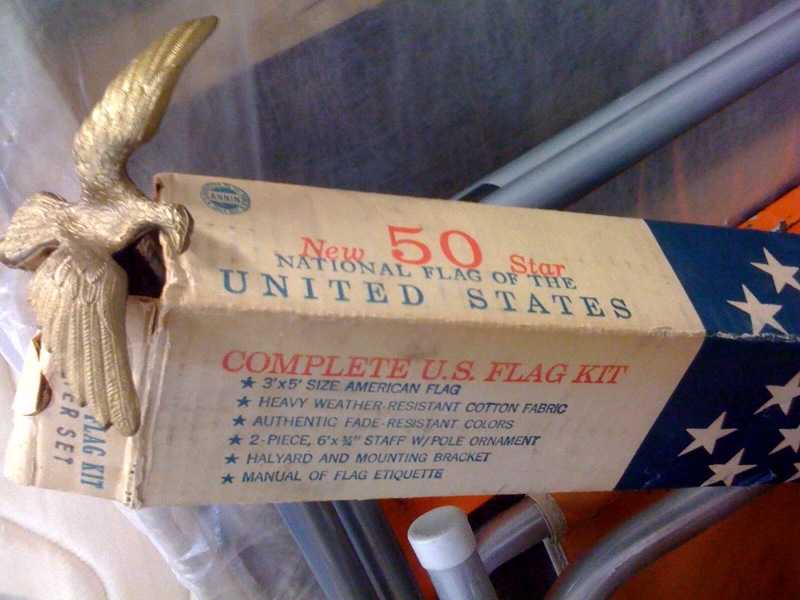 ANNIN
New 50 Star
NATIONAL FLAG OF THE
UNITED STATES
COMPLETE U.S. FLAG KIT
★ 3'x5' SIZE AMERICAN FLAG
★ HEAVY WEATHER-RESISTANT COTTON FABRIC
★ AUTHENTIC FADE-RESISTANT COLORS
★ 2-PIECE, 6'x¾" STAFF W/POLE ORNAMENT
★ HALYARD AND MOUNTING BRACKET
★ MANUAL OF FLAG ETIQUETTE
FLAG KIT
ER SET